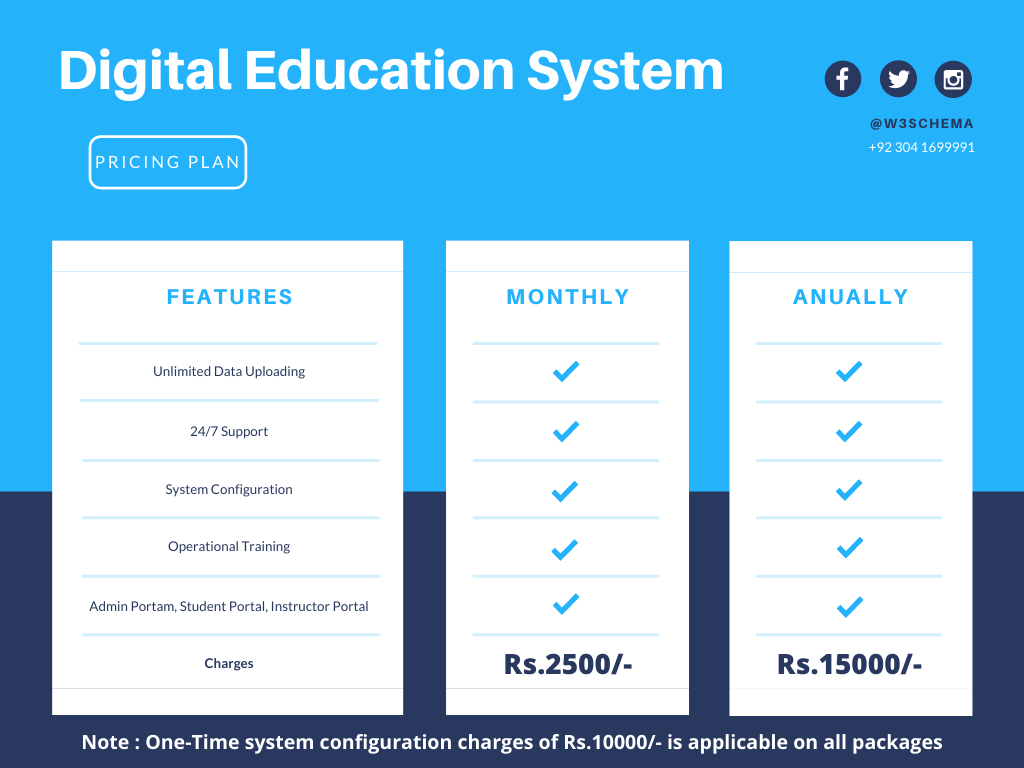 Digital Education System
@W3SCHEMA
+92 304 1699991
PRICING PLAN
FEATURES
MONTHLY
ANUALLY
Unlimited Data Uploading
24/7 Support
System Configuration
Operational Training
Admin Portam, Student Portal, Instructor Portal
Charges
Rs.2500/-
Rs.15000/-
Note : One-Time system configuration charges of Rs.10000/- is applicable on all packages